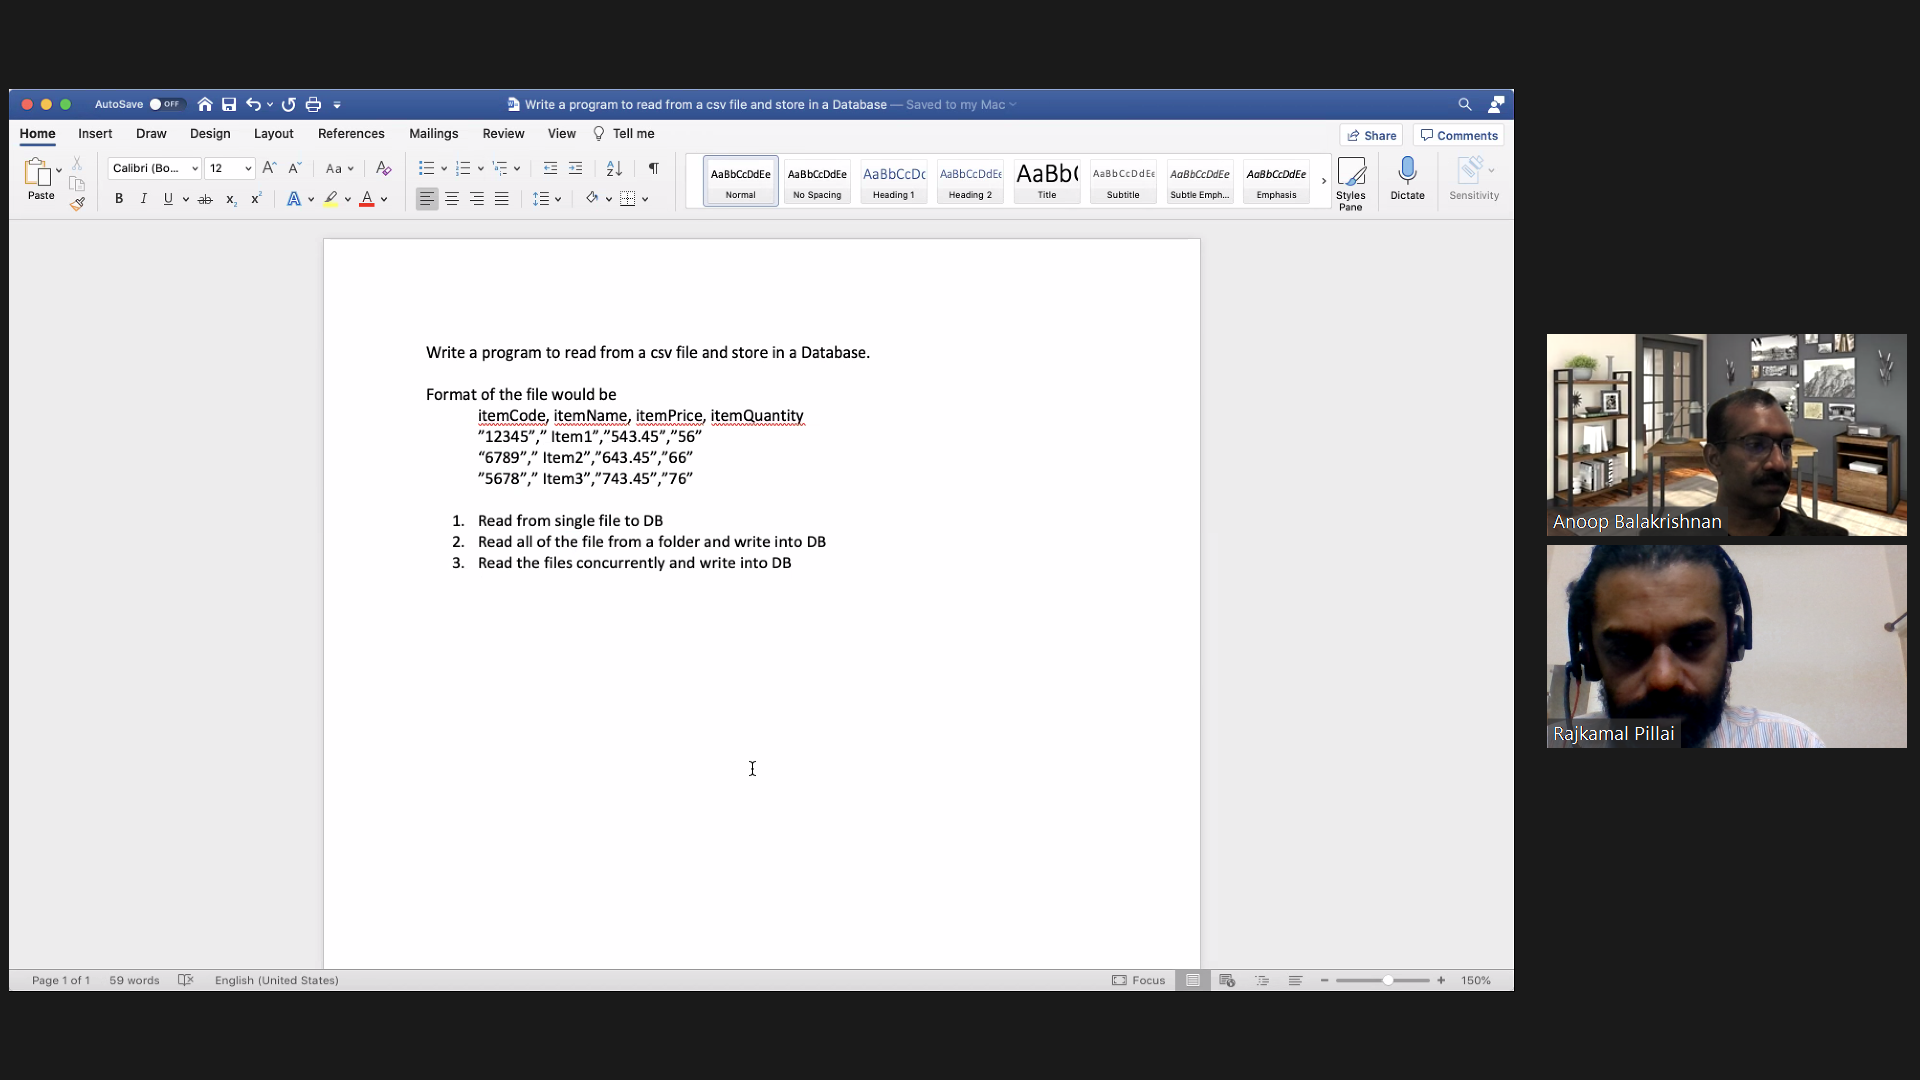 AutoSave OFF Write a program to read from a csv file and store in a Database — Saved to my Mac
Home Insert Draw Design Layout References Mailings Review View Tell me Share Comments
Paste Calibri (Bo... 12 Aa
AaBbCcDdEe AaBbCcDdEe AaBbCcDc AaBbCcDdEe AaBb( AaBbCcDdEe AaBbCcDdEe AaBbCcDdEe
Normal No Spacing Heading 1 Heading 2 Title Subtitle Subtle Emph... Emphasis Styles Pane Dictate Sensitivity
Write a program to read from a csv file and store in a Database.
Format of the file would be
itemCode, itemName, itemPrice, itemQuantity
”12345”,” Item1”,”543.45”,”56”
“6789”,” Item2”,”643.45”,”66”
”5678”,” Item3”,”743.45”,”76”
1. Read from single file to DB
2. Read all of the file from a folder and write into DB
3. Read the files concurrently and write into DB
Anoop Balakrishnan
Rajkamal Pillai
Page 1 of 1 59 words English (United States) Focus 150%